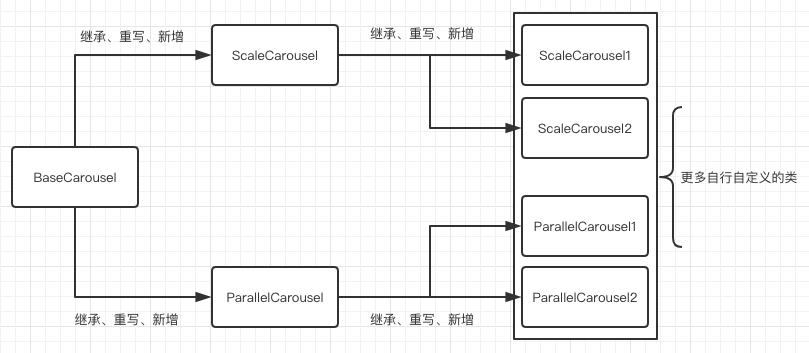 继承、重写、新增
继承、重写、新增
ScaleCarousel
ScaleCarousel1
ScaleCarousel2
BaseCarousel
更多自行自定义的类
ParallelCarousel1
ParallelCarousel
ParallelCarousel2
继承、重写、新增
继承、重写、新增